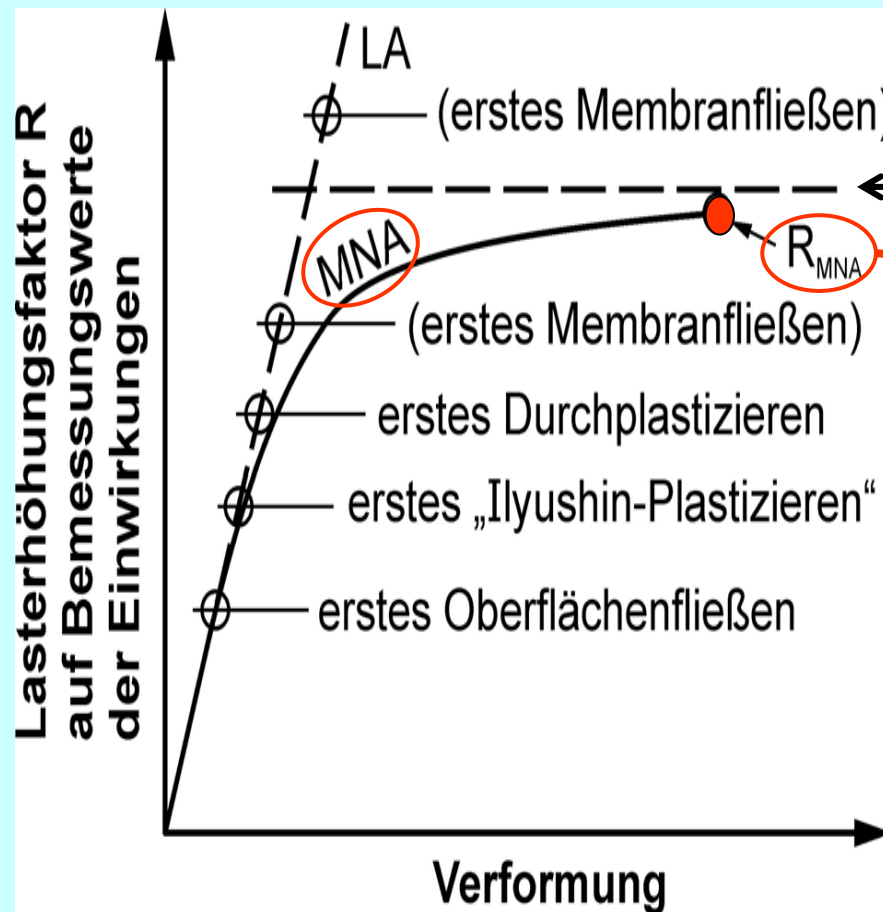 LA
(erstes Membranfließen)
MNA
R MNA
(erstes Membranfließen)
erstes Durchplastizieren
erstes „Ilyushin-Plastizieren“
erstes Oberflächenfließen
Lasterhöhungsfaktor R
auf Bemessungswerte
der Einwirkungen
Verformung